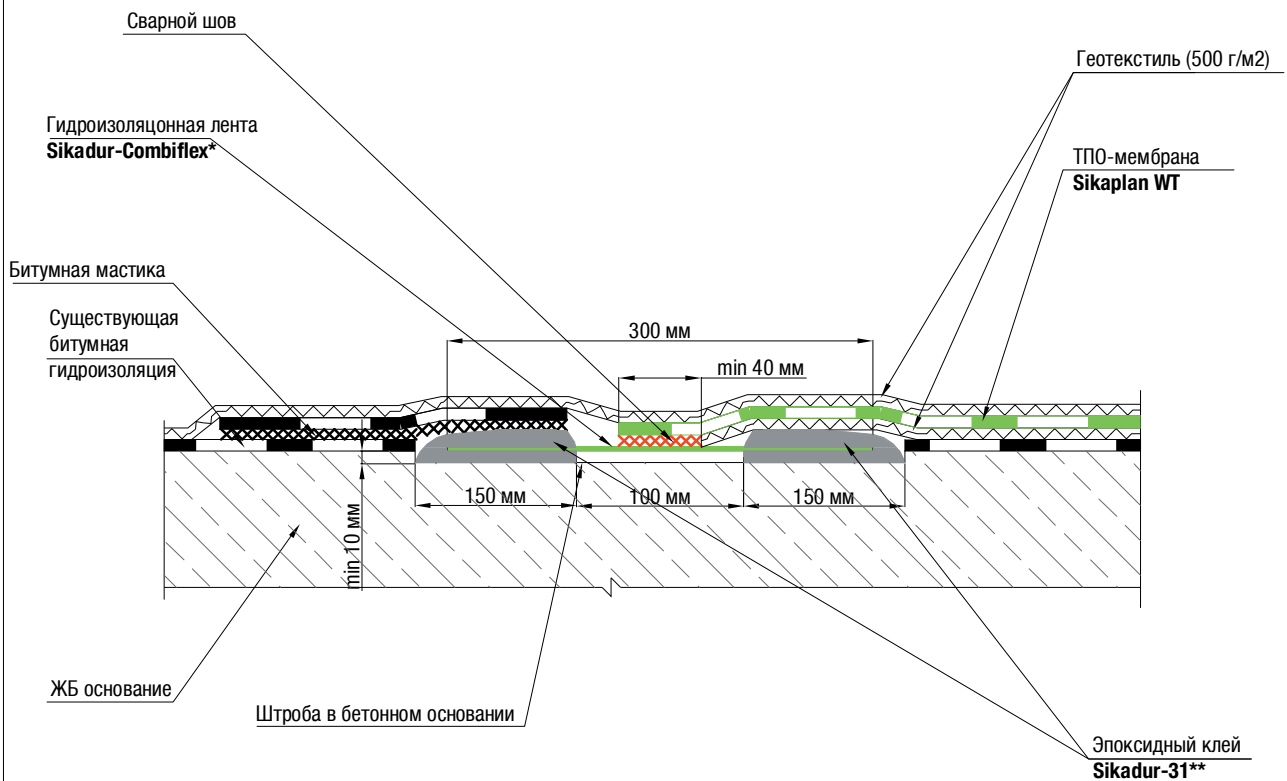 Сварной шов
Геотекстиль (500 г/м2)
Гидроизоляцонная лента
Sikadur-Combiflex*
ТПО-мембрана
Sikaplan WT
Битумная мастика
Существующая
битумная
гидроизоляция
300 мм
min 40 мм
150 мм
100 мм
150 мм
min 10 мм
ЖБ основание
Штроба в бетонном основании
Эпоксидный клей
Sikadur-31**